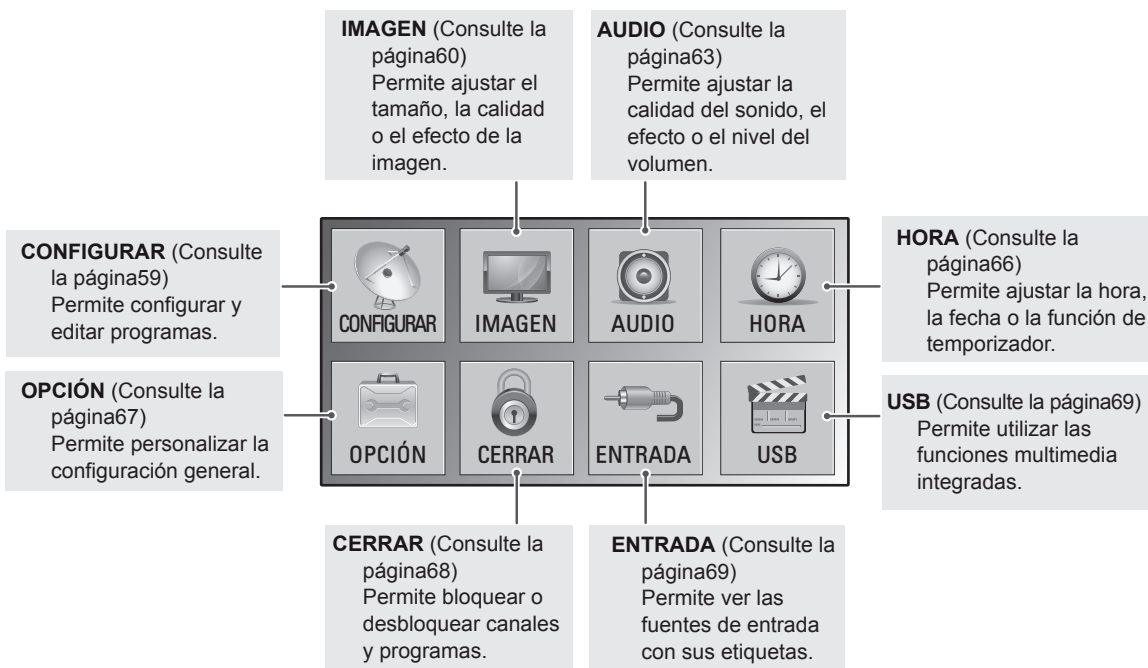 IMAGEN (Consulte la
página60)
Permite ajustar el
tamaño, la calidad
o el efecto de la
imagen.
AUDIO (Consulte la
página63)
Permite ajustar la
calidad del sonido, el
efecto o el nivel del
volumen.
CONFIGURAR (Consulte
la página59)
Permite configurar y
editar programas.
OPCIÓN (Consulte la
página67)
Permite personalizar la
configuración general.
CONFIGURAR
IMAGEN
AUDIO
HORA
OPCIÓN
CERRAR
ENTRADA
USB
HORA (Consulte la
página66)
Permite ajustar la hora,
la fecha o la función de
temporizador.
USB (Consulte la página69)
Permite utilizar las
funciones multimedia
integradas.
CERRAR (Consulte la
página68)
Permite bloquear o
desbloquear canales
y programas.
ENTRADA (Consulte la
página69)
Permite ver las
fuentes de entrada
con sus etiquetas.